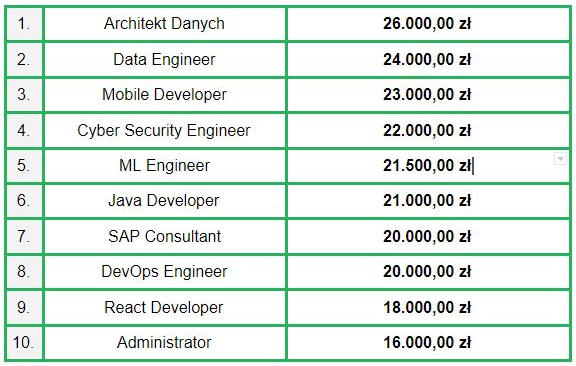 1. Architekt Danych 26.000,00 zł
2. Data Engineer 24.000,00 zł
3. Mobile Developer 23.000,00 zł
4. Cyber Security Engineer 22.000,00 zł
5. ML Engineer 21.500,00 zł
6. Java Developer 21.000,00 zł
7. SAP Consultant 20.000,00 zł
8. DevOps Engineer 20.000,00 zł
9. React Developer 18.000,00 zł
10. Administrator 16.000,00 zł